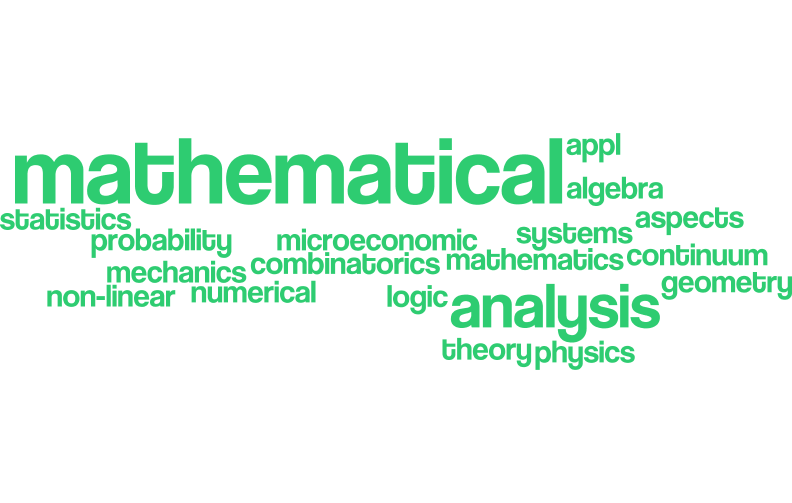 mathematical
appl
algebra
statistics
aspects
probability
microeconomic
systems
mechanics
combinatorics
mathematics
continuum
non-linear
numerical
logic
analysis
geometry
theory
physics